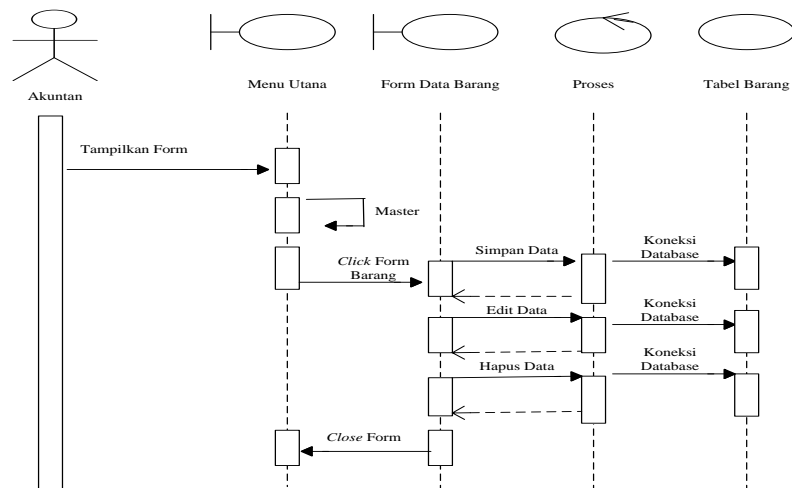 Akuntan
Menu Utana
Form Data Barang
Proses
Tabel Barang
Tampilkan Form
Master
Click Form
Barang
Simpan Data
Koneksi
Database
Edit Data
Koneksi
Database
Hapus Data
Koneksi
Database
Close Form